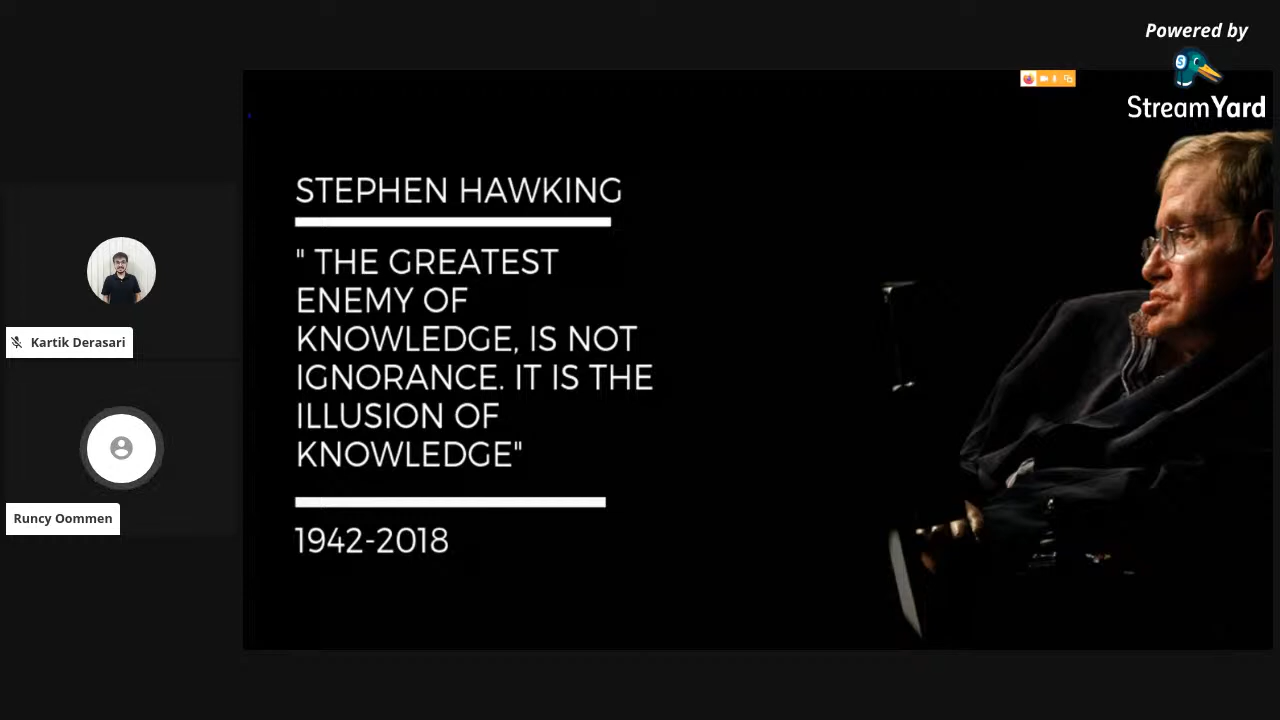 Powered by
StreamYard
STEPHEN HAWKING
" THE GREATEST
ENEMY OF
KNOWLEDGE, IS NOT
IGNORANCE. IT IS THE
ILLUSION OF
KNOWLEDGE"
1942-2018
Kartik Derasari
Runcy Oommen